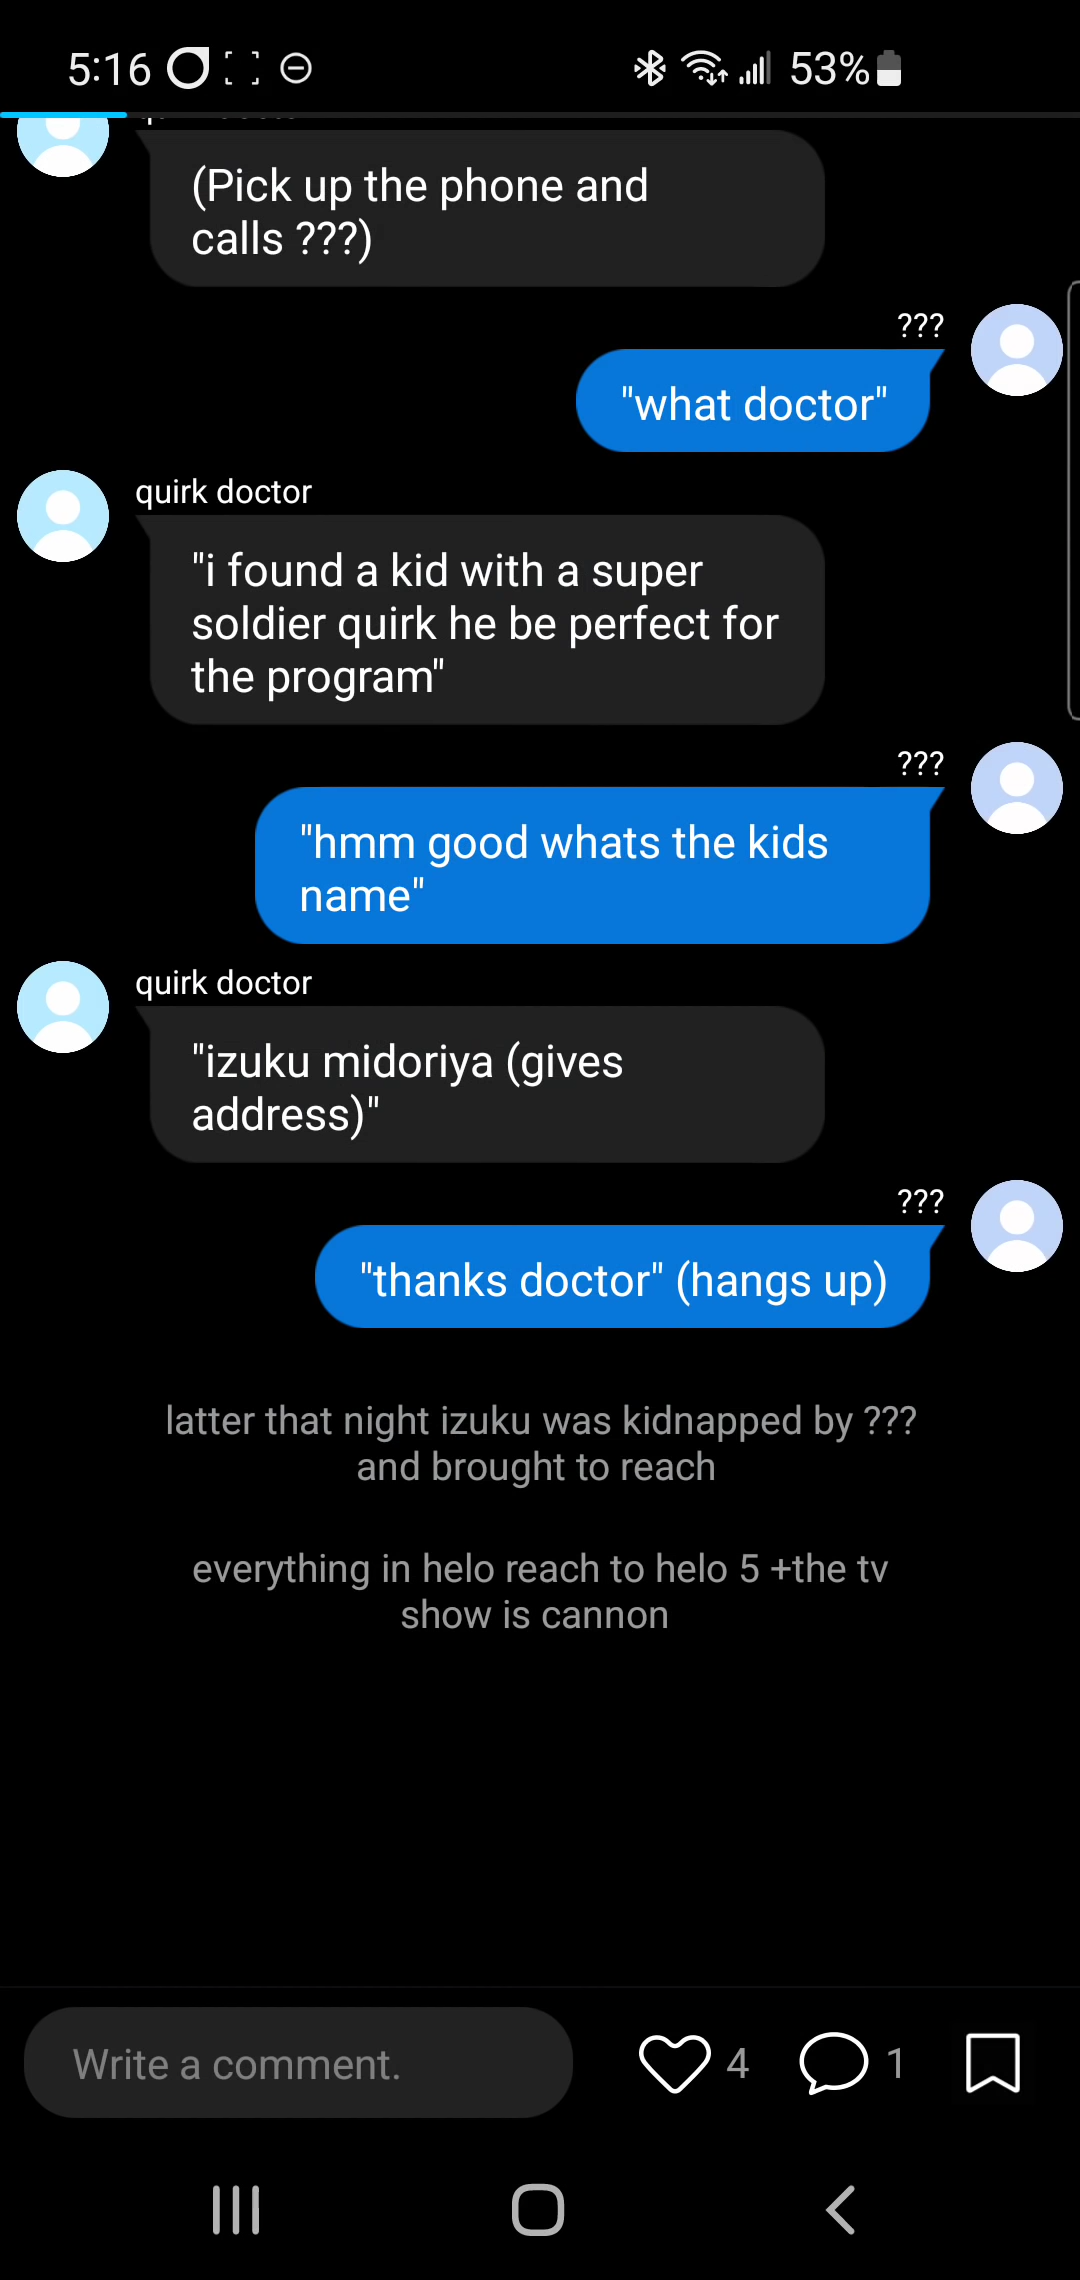 5:16 53%
(Pick up the phone and
calls ???)
???
"what doctor"
quirk doctor
"i found a kid with a super
soldier quirk he be perfect for
the program"
???
"hmm good whats the kids
name"
quirk doctor
"izuku midoriya (gives
address)"
???
"thanks doctor" (hangs up)
latter that night izuku was kidnapped by ???
and brought to reach
everything in helo reach to helo 5 +the tv
show is cannon
Write a comment.
4
1